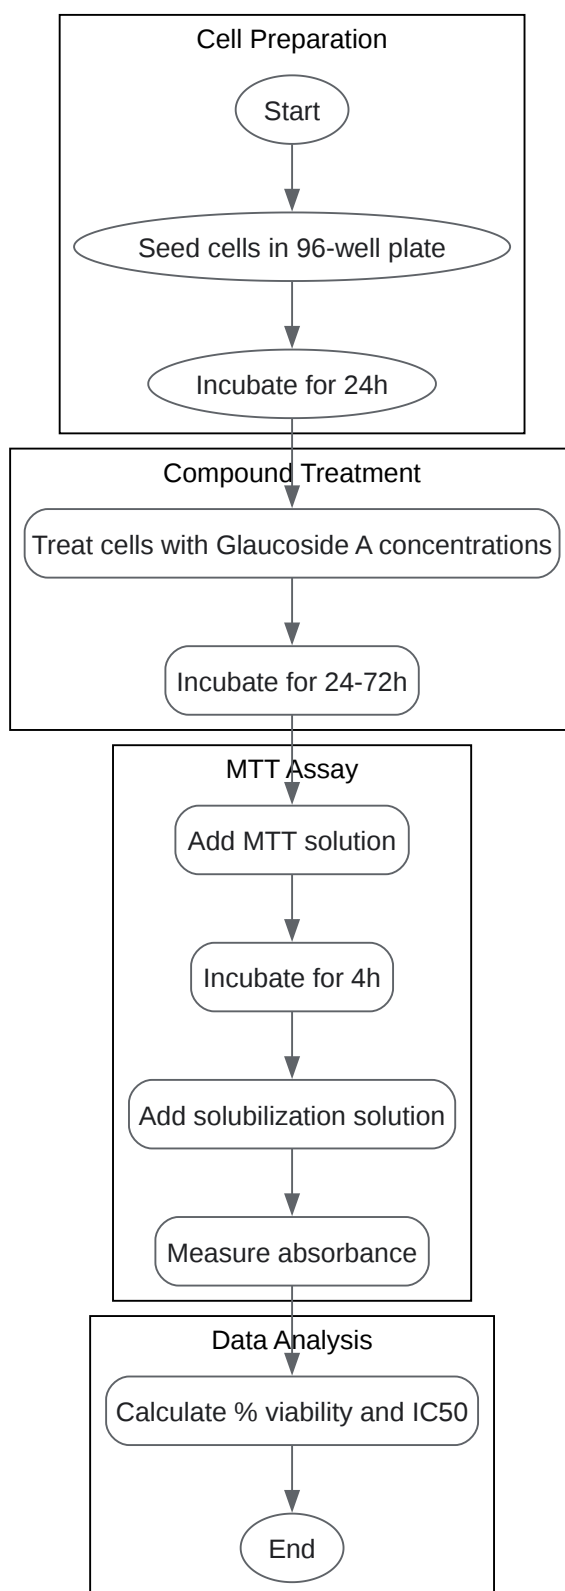 Cell Preparation
Start
Seed cells in 96-well plate
Incubate for 24h
Compound Treatment
Treat cells with Glaucoside A concentrations
Incubate for 24-72h
MTT Assay
Add MTT solution
Incubate for 4h
Add solubilization solution
Measure absorbance
Data Analysis
Calculate % viability and IC50
End